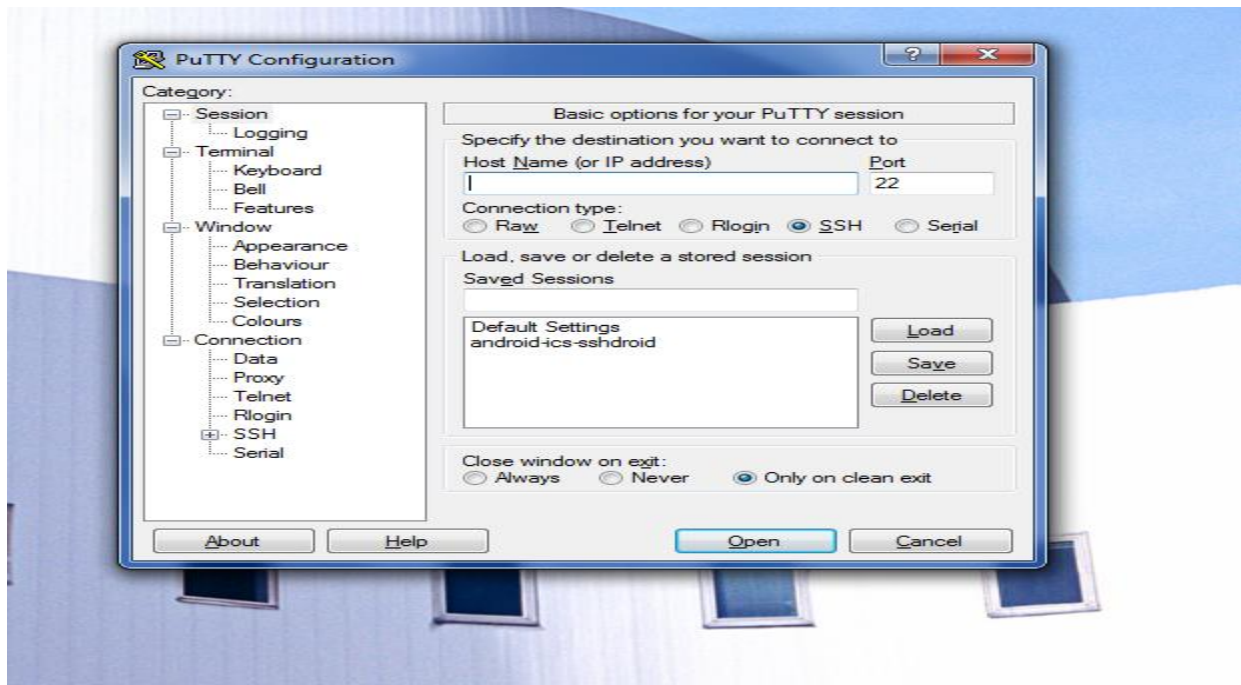 PuTTY Configuration
?
Category:
Session
Logging
Terminal
Keyboard
Bell
Features
Window
Appearance
Behaviour
Translation
Selection
Colours
Connection
Data
Proxy
Telnet
Rlogin
SSH
Serial
Basic options for your PuTTY session
Specify the destination you want to connect to
Host Name (or IP address) Port
22
Connection type:
Raw Telnet Rlogin SSH Serial
Load, save or delete a stored session
Saved Sessions
Default Settings
android-ics-sshdroid
Load
Save
Delete
Close window on exit:
Always Never Only on clean exit
About Help Open Cancel